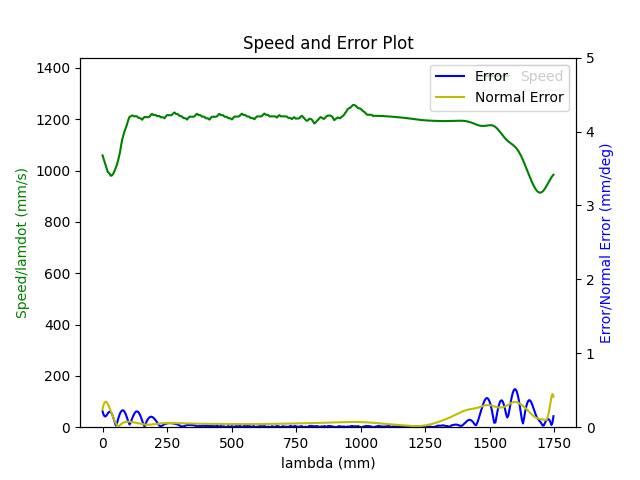 Speed and Error Plot
Error
Speed
Normal Error
Speed/lamdot (mm/s)
1400
1200
1000
800
600
400
200
0
5
4
3
2
1
0
Error/Normal Error (mm/deg)
0 250 500 750 1000 1250 1500 1750
lambda (mm)